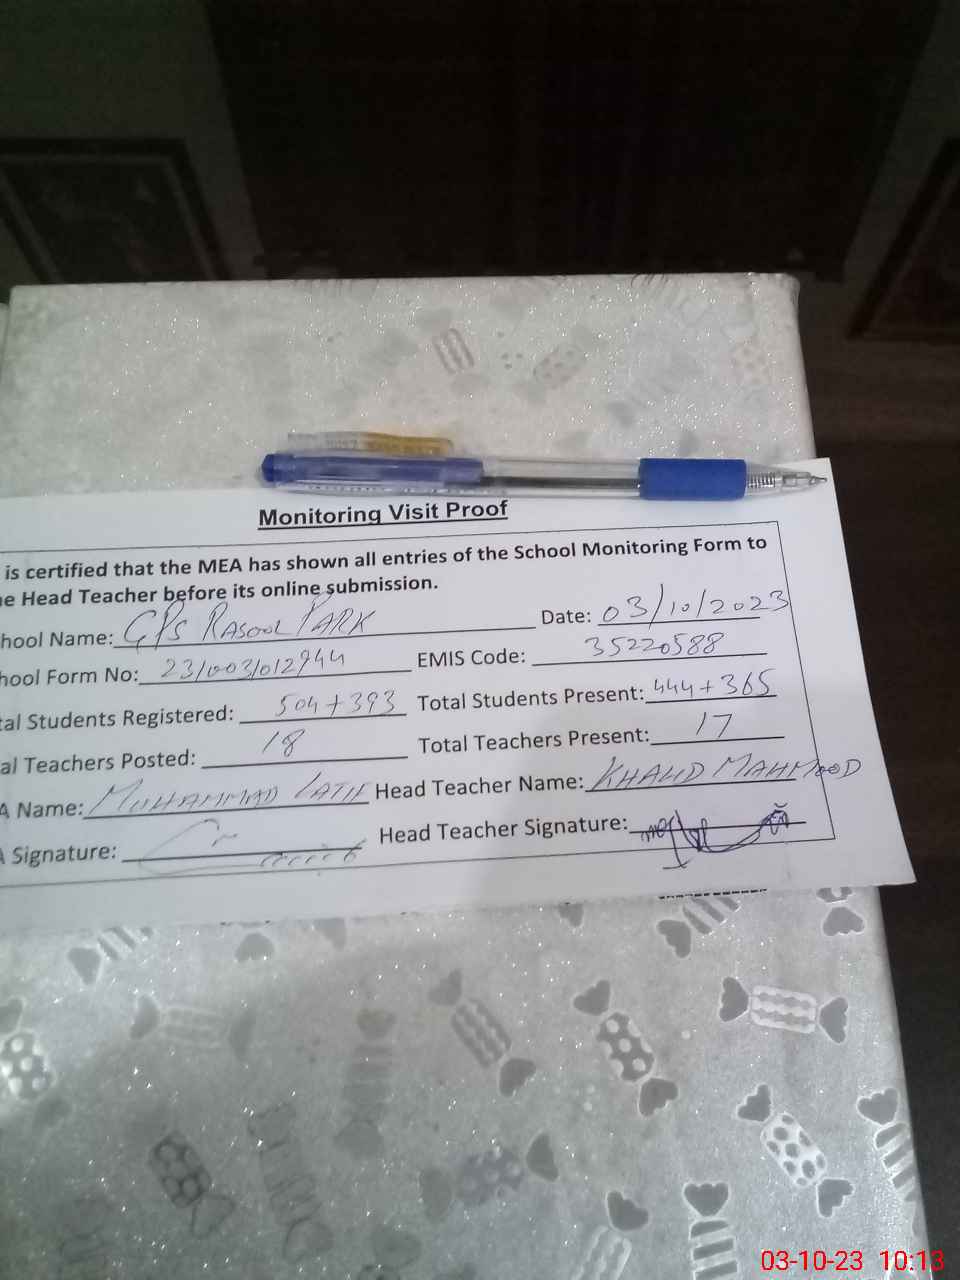 Monitoring Visit Proof
is certified that the MEA has shown all entries of the School Monitoring Form to
e Head Teacher before its online submission.
hool Name: GPS RASOOL PARK Date: 03/10/2023
hool Form No: 23/003/012944 EMIS Code: 35220588
tal Students Registered: 504+393 Total Students Present: 444+365
al Teachers Posted: 18 Total Teachers Present: 17
A Name: MUHAMMAD LATIF Head Teacher Name: KHALID MAHMOOD
A Signature: Head Teacher Signature:
03-10-23 10:13